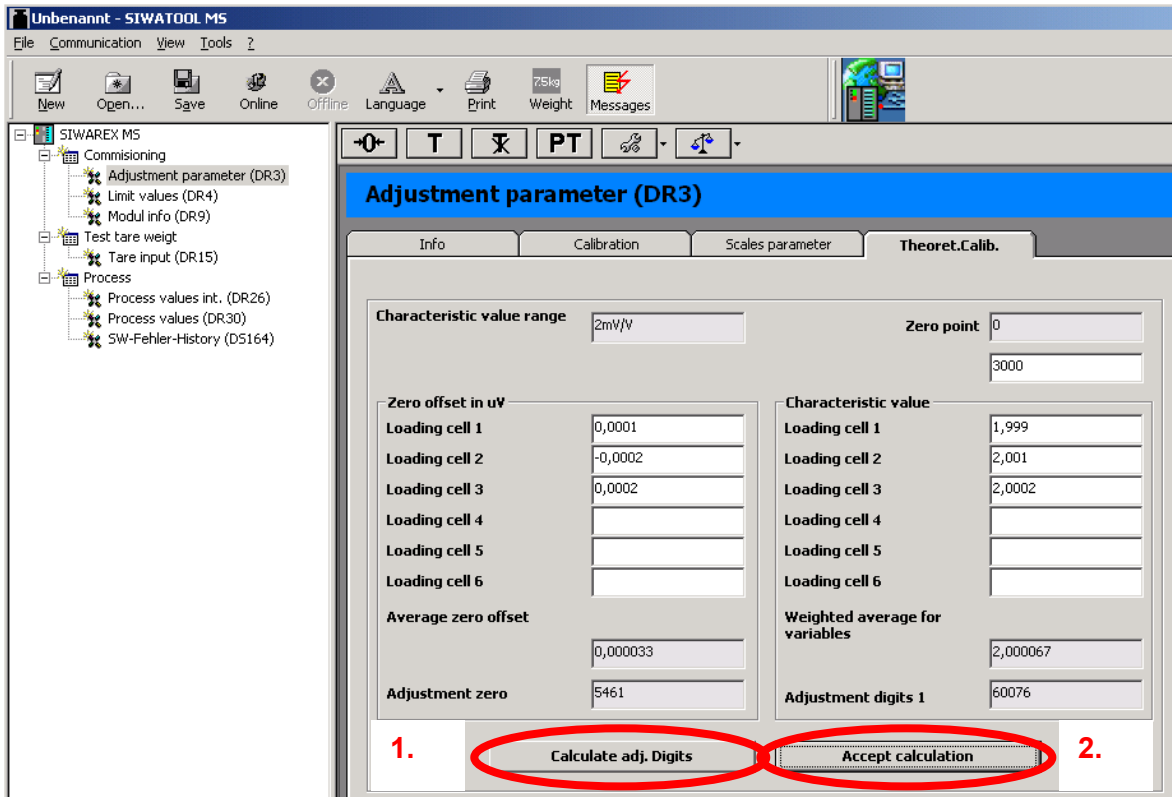 Unbenannt - SIWATOOL MS
File Communication View Tools ?
New Open... Save Online Offline Language Print Weight Messages
7.5kg
SIWAREX MS
Commisioning
Adjustment parameter (DR3)
Limit values (DR4)
Modul info (DR9)
Test tare weigt
Tare input (DR15)
Process
Process values int. (DR26)
Process values (DR30)
SW-Fehler-History (DS164)
→0← T T PT
Adjustment parameter (DR3)
Info Calibration Scales parameter Theoret.Calib.
Characteristic value range 2mV/V Zero point 0
3000
Zero offset in uV Characteristic value
Loading cell 1 0,0001 Loading cell 1 1,999
Loading cell 2 -0,0002 Loading cell 2 2,001
Loading cell 3 0,0002 Loading cell 3 2,0002
Loading cell 4 Loading cell 4
Loading cell 5 Loading cell 5
Loading cell 6 Loading cell 6
Average zero offset Weighted average for
variables
0,000033 2,000067
Adjustment zero 5461 Adjustment digits 1 60076
1. Calculate adj. Digits Accept calculation 2.